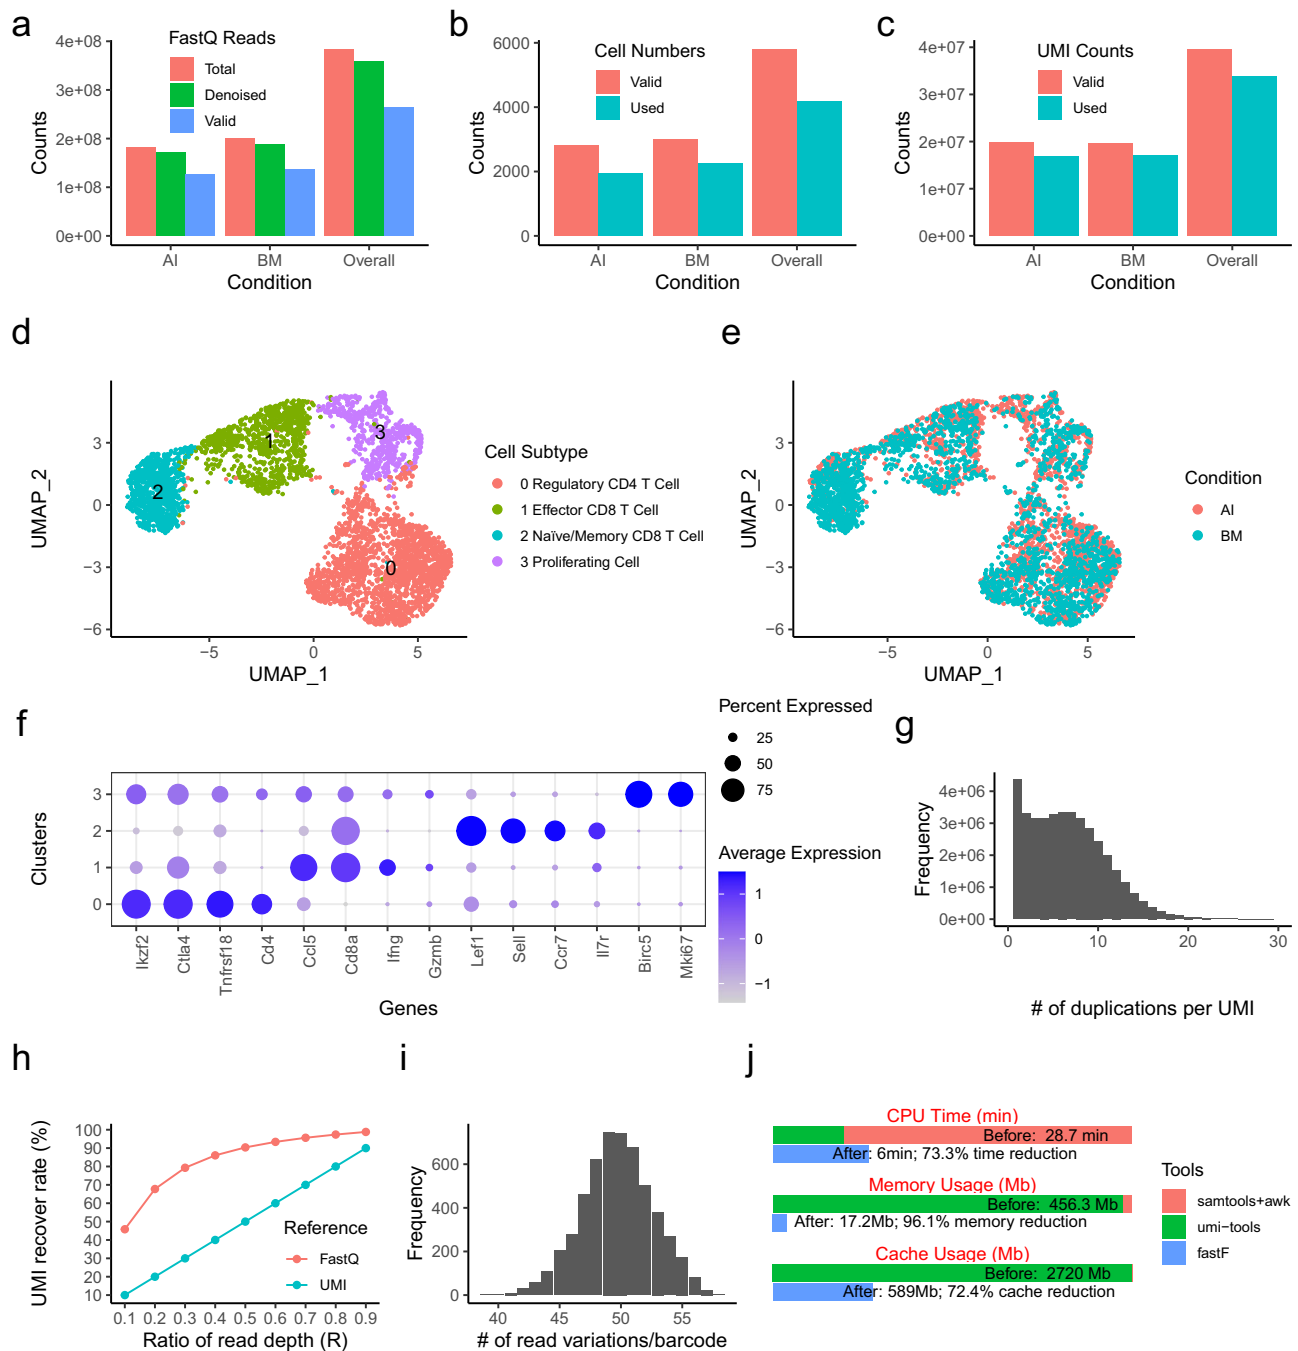 a
FastQ Reads
Total
Denoised
Valid
4e+08
3e+08
2e+08
1e+08
0e+00
Counts
AI BM Overall
Condition
b
Cell Numbers
Valid
Used
6000
4000
2000
0
Counts
AI BM Overall
Condition
c
UMI Counts
Valid
Used
4e+07
3e+07
2e+07
1e+07
0e+00
Counts
AI BM Overall
Condition
d
3
0
−3
−6
UMAP_2
1
3
2
0
−5 0 5
UMAP_1
Cell Subtype
0 Regulatory CD4 T Cell
1 Effector CD8 T Cell
2 Naïve/Memory CD8 T Cell
3 Proliferating Cell
e
3
0
−3
−6
UMAP_2
−5 0 5
UMAP_1
Condition
AI
BM
f
3
2
1
0
Clusters
Ikzf2 Ctla4 Tnfrsf18 Cd4 Ccl5 Cd8a Ifng Gzmb Lef1 Sell Ccr7 Il7r Birc5 Mki67
Genes
Percent Expressed
25
50
75
Average Expression
1
0
−1
g
4e+06
3e+06
2e+06
1e+06
0e+00
Frequency
0 10 20 30
# of duplications per UMI
h
100
90
80
70
60
50
40
30
20
10
UMI recover rate (%)
Reference
FastQ
UMI
0.1 0.2 0.3 0.4 0.5 0.6 0.7 0.8 0.9
Ratio of read depth (R)
i
600
400
200
0
Frequency
40 45 50 55
# of read variations/barcode
j
CPU Time (min)
Before: 28.7 min
After: 6min; 73.3% time reduction
Memory Usage (Mb)
Before: 456.3 Mb
After: 17.2Mb; 96.1% memory reduction
Cache Usage (Mb)
Before: 2720 Mb
After: 589Mb; 72.4% cache reduction
Tools
samtools+awk
umi−tools
fastF